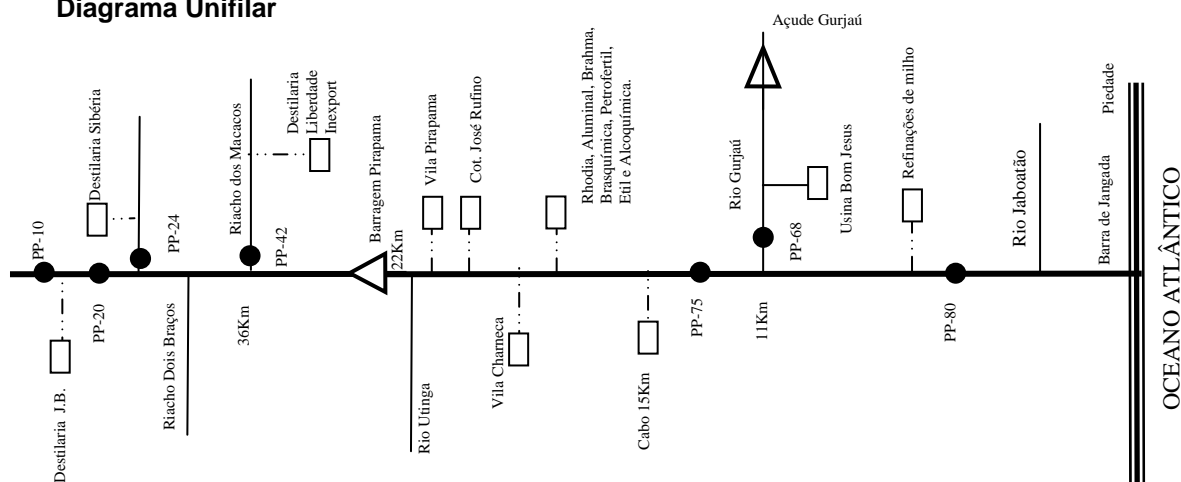 Diagrama Unifilar
PP-10
Destilaria J.B.
PP-20
Destilaria Sibéria
PP-24
Riacho Dois Braços
Riacho dos Macacos
36Km
PP-42
Destilaria
Liberdade
Inexport
Barragem Pirapama
22Km
Rio Utinga
Vila Pirapama
Cot. José Rufino
Vila Charneca
Rhodia, Aluminal, Brahma,
Brasquímica, Petrofertil,
Etil e Alcoquímica.
Cabo 15Km
PP-75
Açude Gurjaú
Rio Gurjaú
11Km
PP-68
Usina Bom Jesus
Refinações de milho
PP-80
Rio Jaboatão
Barra de Jangada
Piedade
OCEANO ATLÂNTICO